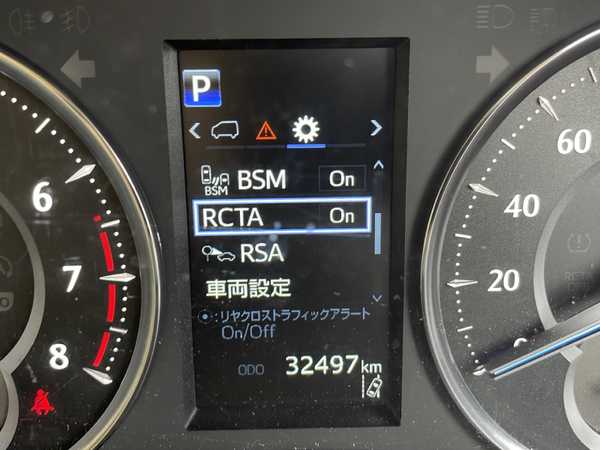 P
BSM
BSM On
RCTA On
RSA
車両設定
:リヤクロストラフィックアラート
On/Off
ODO 32497 km
6
7
8
60
40
20